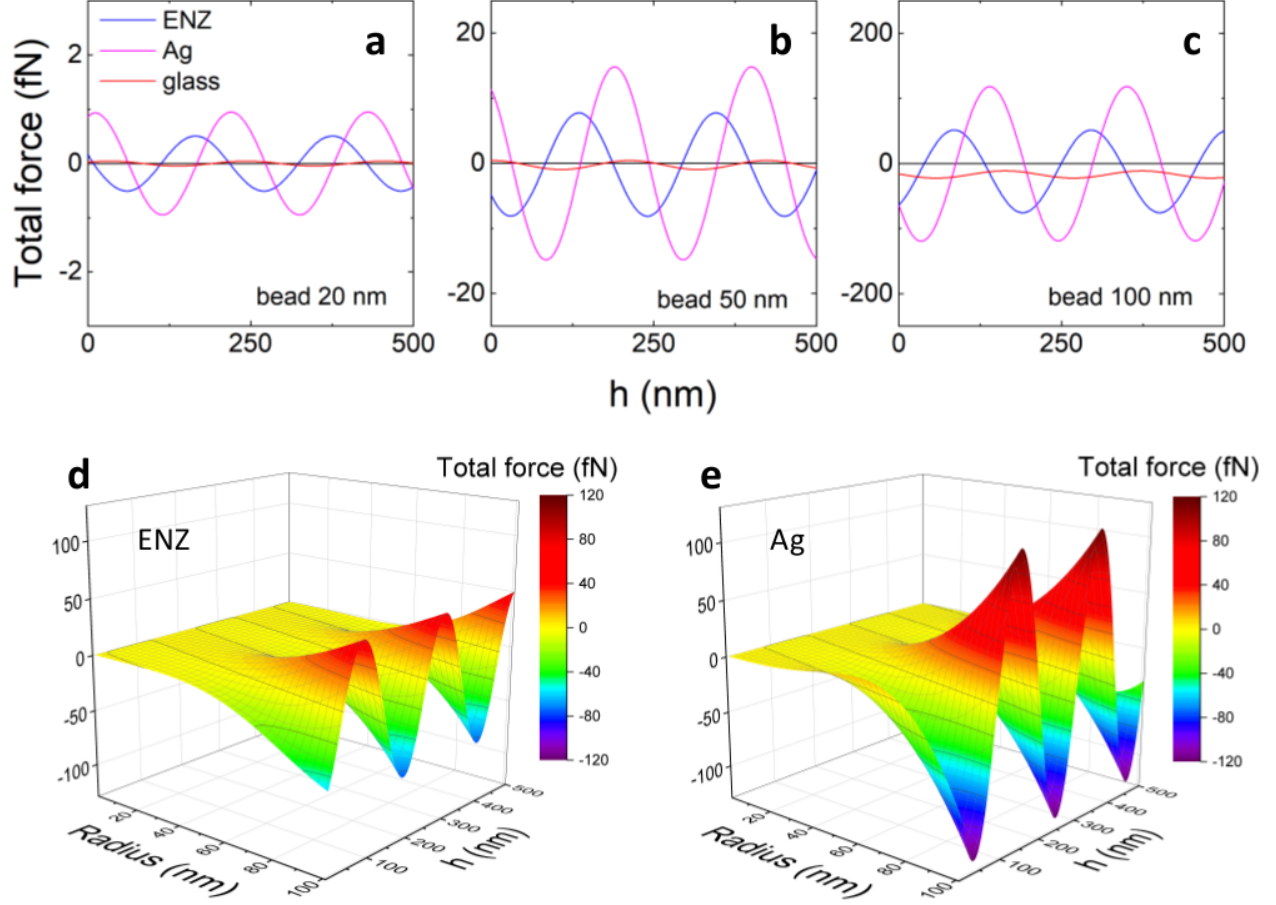 ENZ
Ag
glass
a
b
c
Total force (fN)
2
0
-2
20
0
-20
200
0
-200
bead 20 nm
bead 50 nm
bead 100 nm
0 250 500
0 250 500
0 250 500
h (nm)
d
Total force (fN)
ENZ
100
50
0
-50
-100
120
80
40
0
-40
-80
-120
20 40 60 80 100
Radius (nm)
100 200 300 400 500
h (nm)
e
Total force (fN)
Ag
100
50
0
-50
-100
120
80
40
0
-40
-80
-120
20 40 60 80 100
Radius (nm)
100 200 300 400 500
h (nm)